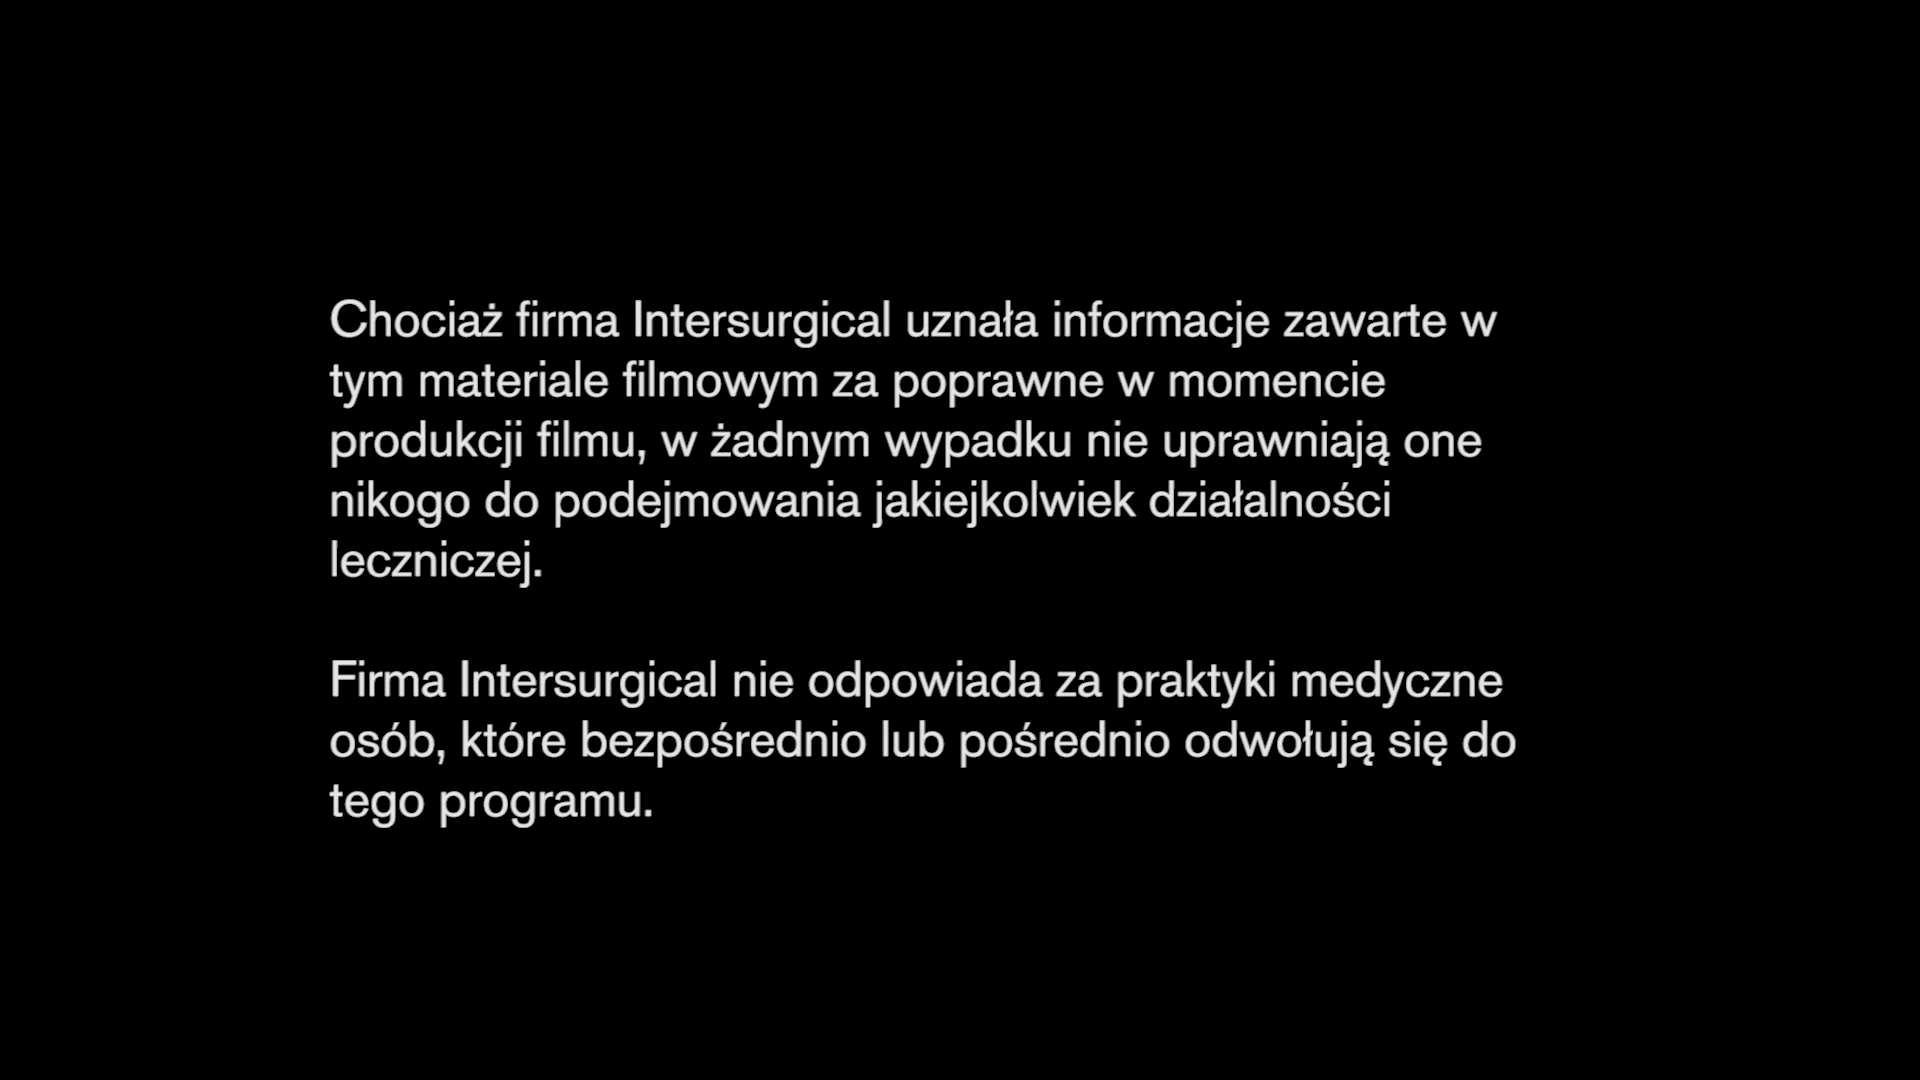 Chociaż firma Intersurgical uznała informacje zawarte w
tym materiale filmowym za poprawne w momencie
produkcji filmu, w żadnym wypadku nie uprawniają one
nikogo do podejmowania jakiejkolwiek działalności
leczniczej.
Firma Intersurgical nie odpowiada za praktyki medyczne
osób, które bezpośrednio lub pośrednio odwołują się do
tego programu.